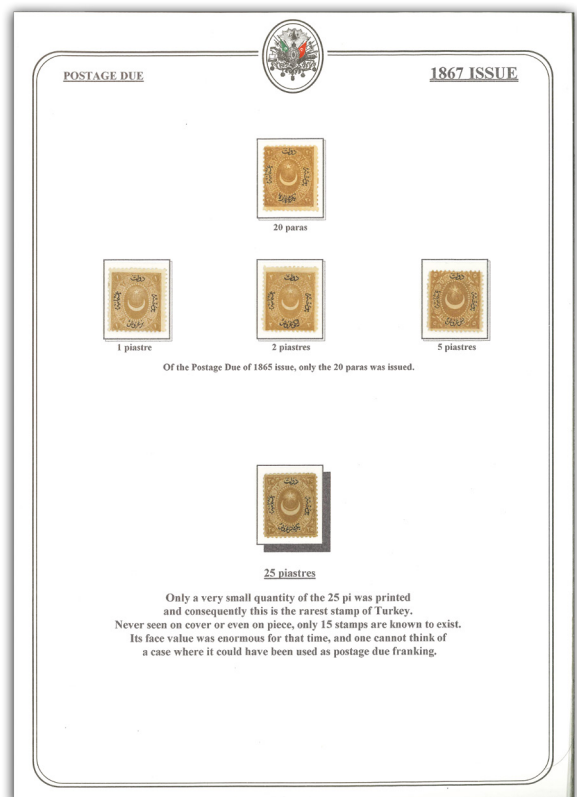 POSTAGE DUE
1867 ISSUE
20 paras
1 piastre
2 piastres
5 piastres
Of the Postage Due of 1865 issue, only the 20 paras was issued.
25 piastres
Only a very small quantity of the 25 pi was printed
and consequently this is the rarest stamp of Turkey.
Never seen on cover or even on piece, only 15 stamps are known to exist.
Its face value was enormous for that time, and one cannot think of
a case where it could have been used as postage due franking.